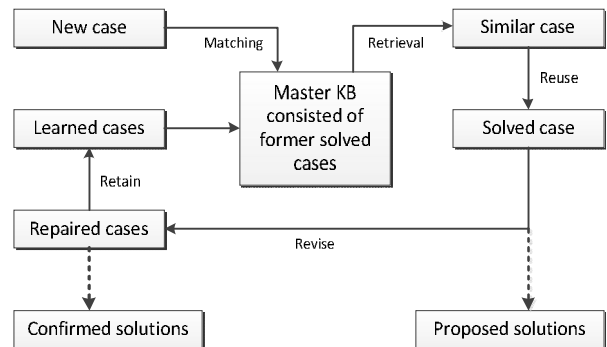 New case
Matching
Retrieval
Similar case
Reuse
Master KB
consisted of
former solved
cases
Learned cases
Solved case
Retain
Repaired cases
Revise
Confirmed solutions
Proposed solutions